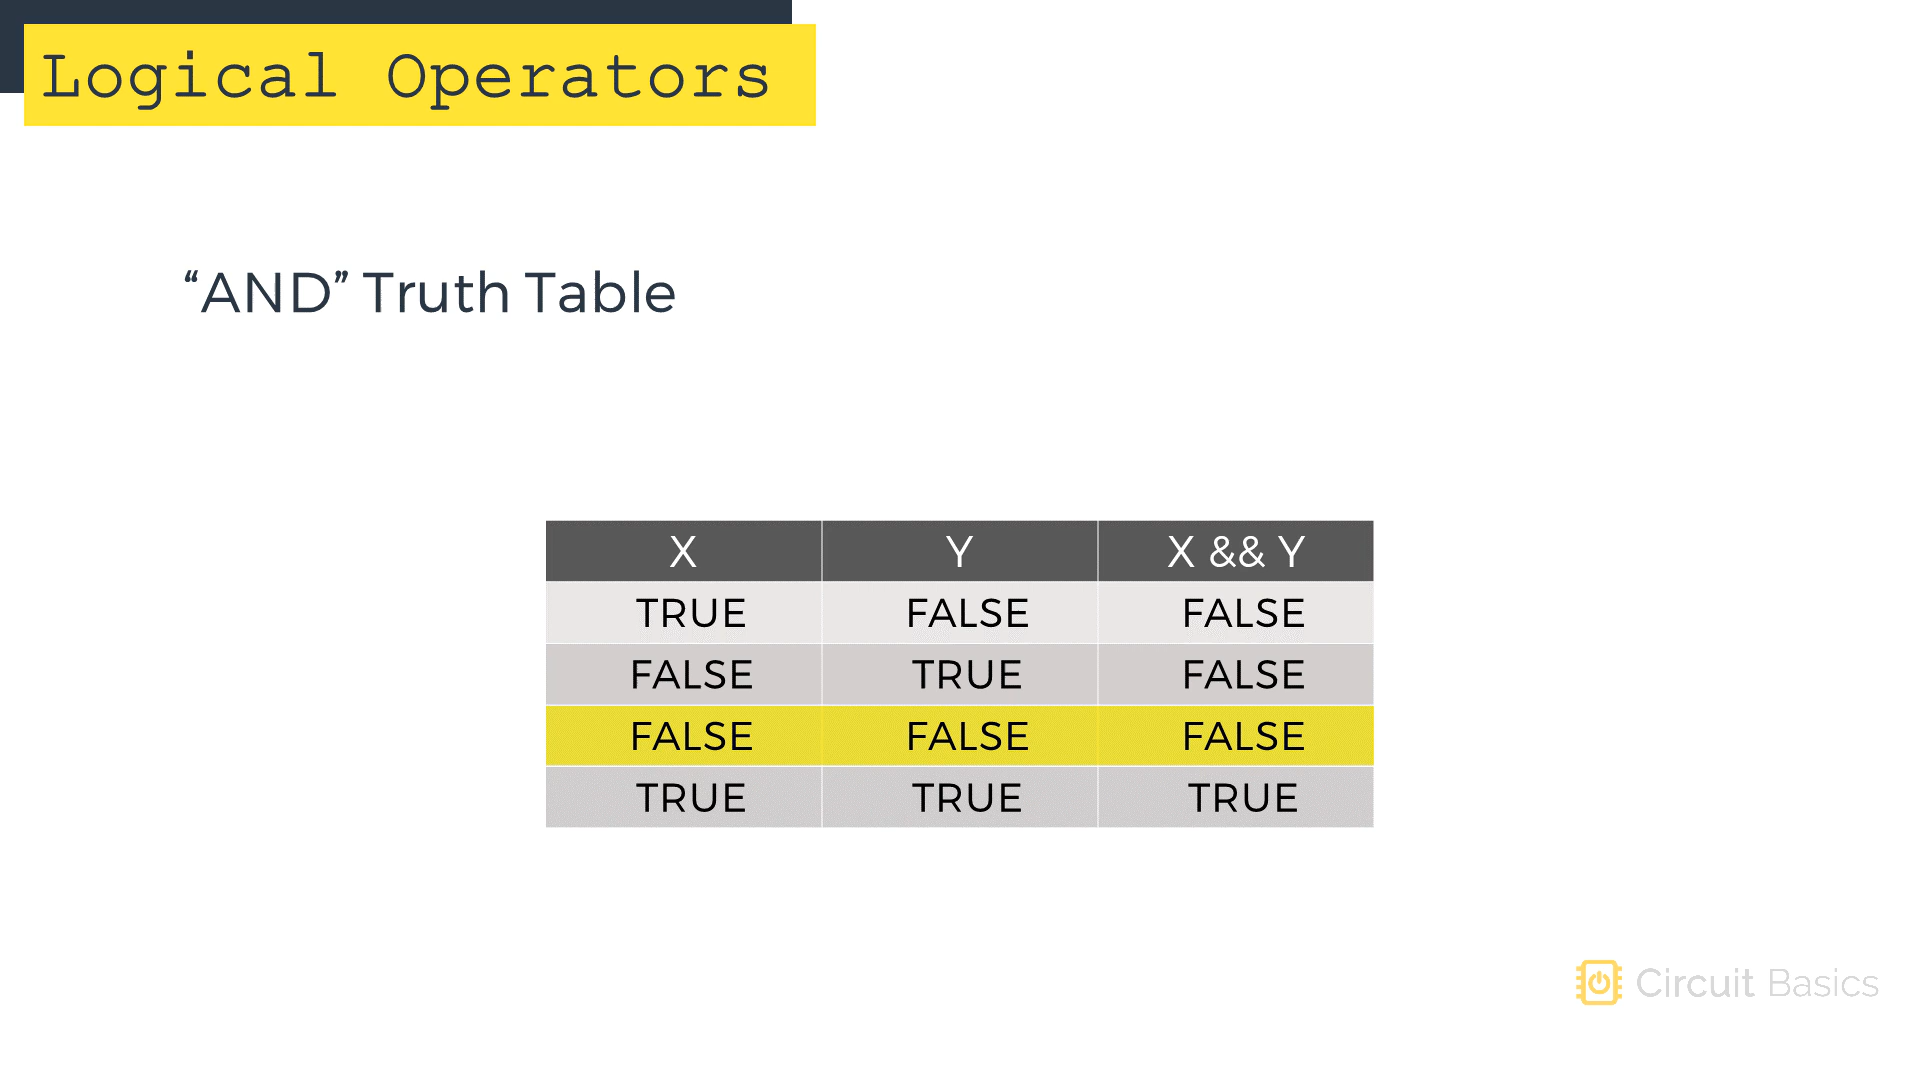 Logical Operators
“AND” Truth Table
X Y X && Y
TRUE FALSE FALSE
FALSE TRUE FALSE
FALSE FALSE FALSE
TRUE TRUE TRUE
Circuit Basics